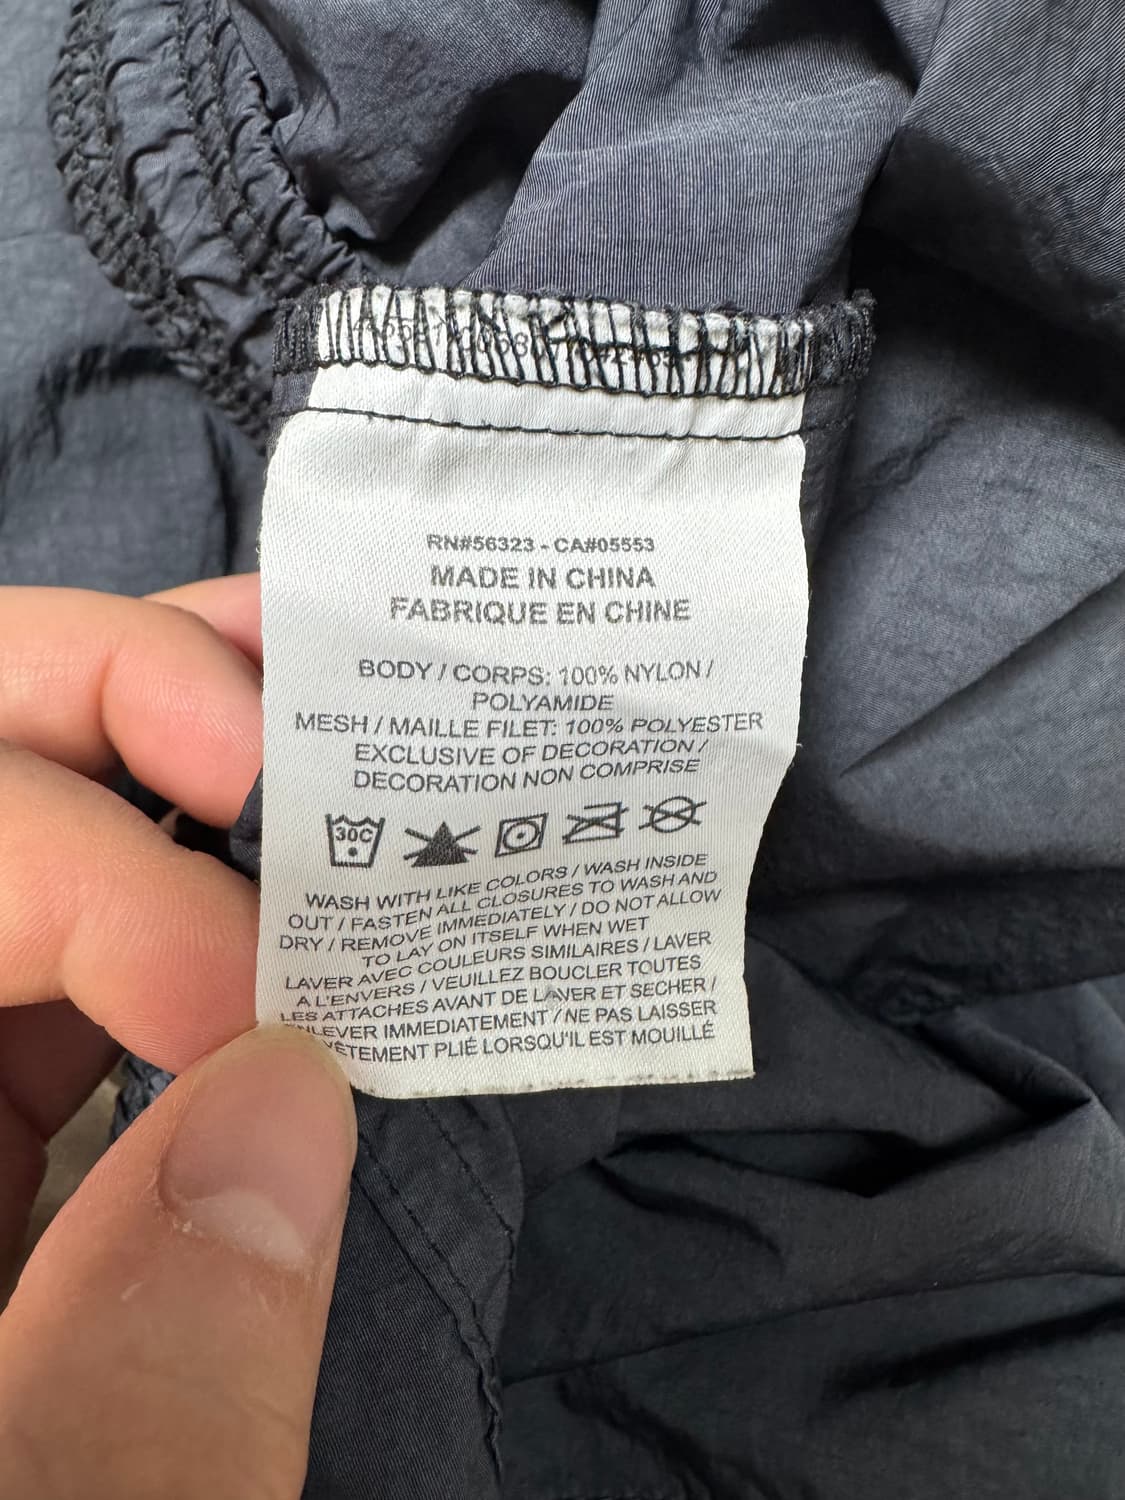 RN#56323 - CA#05553
MADE IN CHINA
FABRIQUE EN CHINE
BODY / CORPS: 100% NYLON /
POLYAMIDE
MESH / MAILLE FILET: 100% POLYESTER
EXCLUSIVE OF DECORATION /
DECORATION NON COMPRISE
30C
WASH WITH LIKE COLORS / WASH INSIDE
OUT / FASTEN ALL CLOSURES TO WASH AND
DRY / REMOVE IMMEDIATELY / DO NOT ALLOW
TO LAY ON ITSELF WHEN WET
LAVER AVEC COULEURS SIMILAIRES / LAVER
A L'ENVERS / VEUILLEZ BOUCLER TOUTES
LES ATTACHES AVANT DE LAVER ET SECHER /
IMMEDIATEMENT / NE PAS LAISSER
PLIÉ LORSQU'IL EST MOUILLÉ